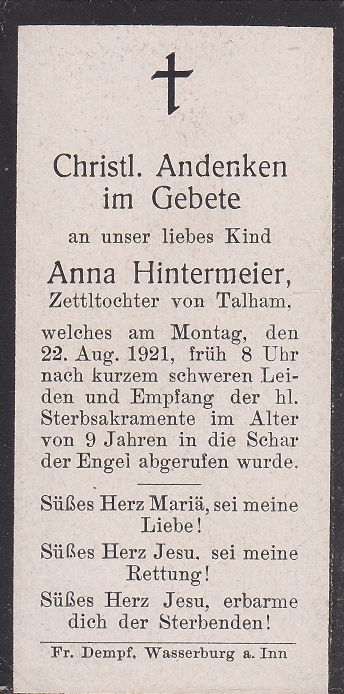 Christl. Andenken
im Gebete
an unser liebes Kind
Anna Hintermeier,
Zettltochter von Talham,
welches am Montag, den
22. Aug. 1921, früh 8 Uhr
nach kurzem schweren Lei-
den und Empfang der hl.
Sterbsakramente im Alter
von 9 Jahren in die Schar
der Engel abgerufen wurde.
Süßes Herz Mariä, sei meine
Liebe!
Süßes Herz Jesu. sei meine
Rettung!
Süßes Herz Jesu, erbarme
dich der Sterbenden!
Fr. Dempf, Wasserburg a. Inn